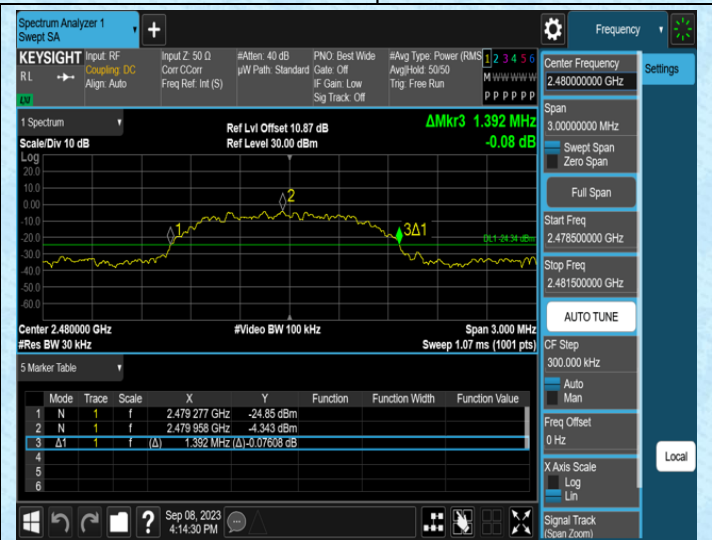 Spectrum Analyzer 1
Swept SA
+
Frequency
KEYSIGHT
RL
LXI
Input: RF
Coupling: DC
Align: Auto
Input Z: 50 Ω
Corr CCorr
Freq Ref: Int (S)
#Atten: 40 dB
µW Path: Standard
PNO: Best Wide
Gate: Off
IF Gain: Low
Sig Track: Off
#Avg Type: Power (RMS
Avg|Hold: 50/50
Trig: Free Run
1 2 3 4 5 6
M W W W W W
P P P P P P
1 Spectrum
Scale/Div 10 dB
Ref Lvl Offset 10.87 dB
Ref Level 30.00 dBm
ΔMkr3 1.392 MHz
-0.08 dB
Log
20.0
10.0
0.00
-10.0
-20.0
-30.0
-40.0
-50.0
-60.0
1
2
3Δ1
DL1 -24.34 dBm
Center 2.480000 GHz
#Res BW 30 kHz
#Video BW 100 kHz
Span 3.000 MHz
Sweep 1.07 ms (1001 pts)
5 Marker Table
Mode Trace Scale X Y Function Function Width Function Value
1 N 1 f 2.479 277 GHz -24.85 dBm
2 N 1 f 2.479 958 GHz -4.343 dBm
3 Δ1 1 f (Δ) 1.392 MHz (Δ) -0.07608 dB
4
5
6
?
Sep 08, 2023
4:14:30 PM
Center Frequency
2.480000000 GHz
Settings
Span
3.00000000 MHz
Swept Span
Zero Span
Full Span
Start Freq
2.478500000 GHz
Stop Freq
2.481500000 GHz
AUTO TUNE
CF Step
300.000 kHz
Auto
Man
Freq Offset
0 Hz
X Axis Scale
Log
Lin
Signal Track
(Span Zoom)
Local